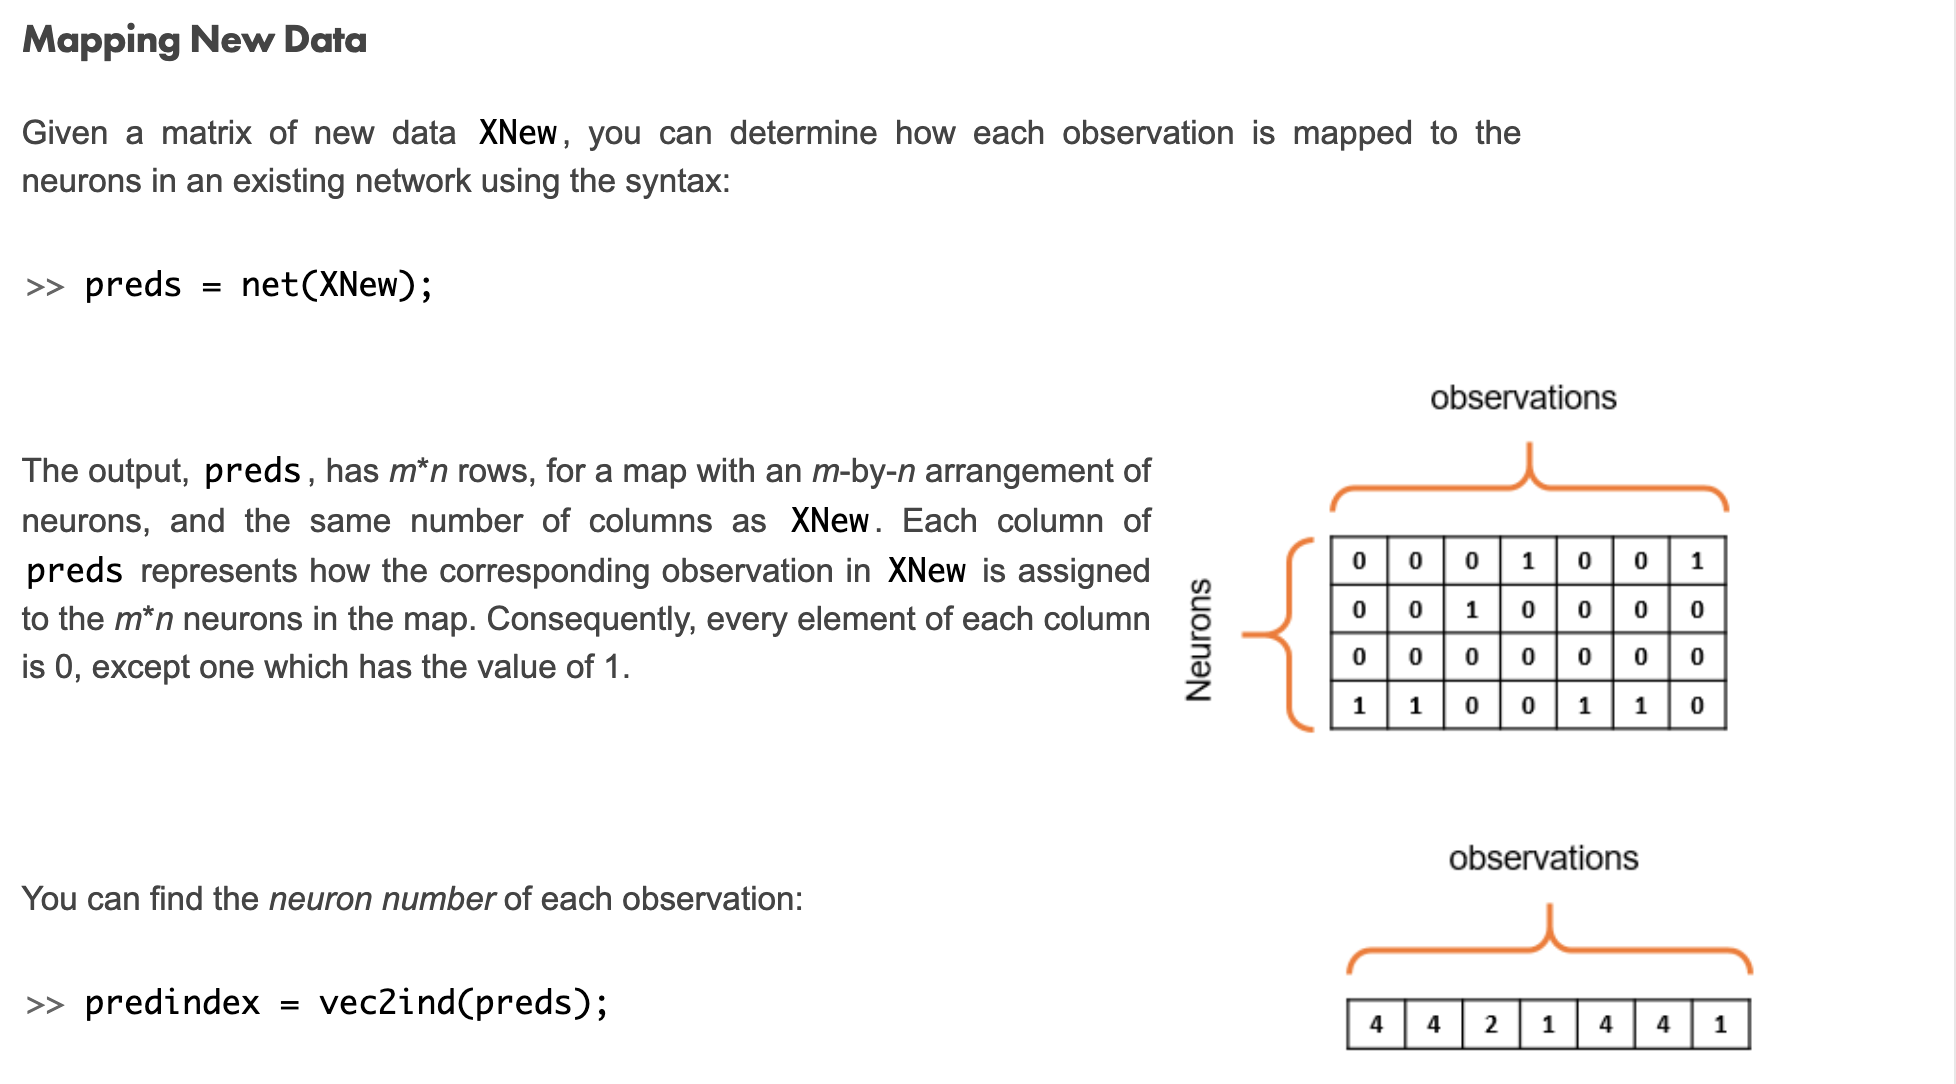 Mapping New Data
Given a matrix of new data XNew, you can determine how each observation is mapped to the
neurons in an existing network using the syntax:
>> preds = net(XNew);
The output, preds, has m*n rows, for a map with an m-by-n arrangement of
neurons, and the same number of columns as XNew. Each column of
preds represents how the corresponding observation in XNew is assigned
to the m*n neurons in the map. Consequently, every element of each column
is 0, except one which has the value of 1.
observations
Neurons
0 0 0 1 0 0 1
0 0 1 0 0 0 0
0 0 0 0 0 0 0
1 1 0 0 1 1 0
You can find the neuron number of each observation:
>> predindex = vec2ind(preds);
observations
4 4 2 1 4 4 1